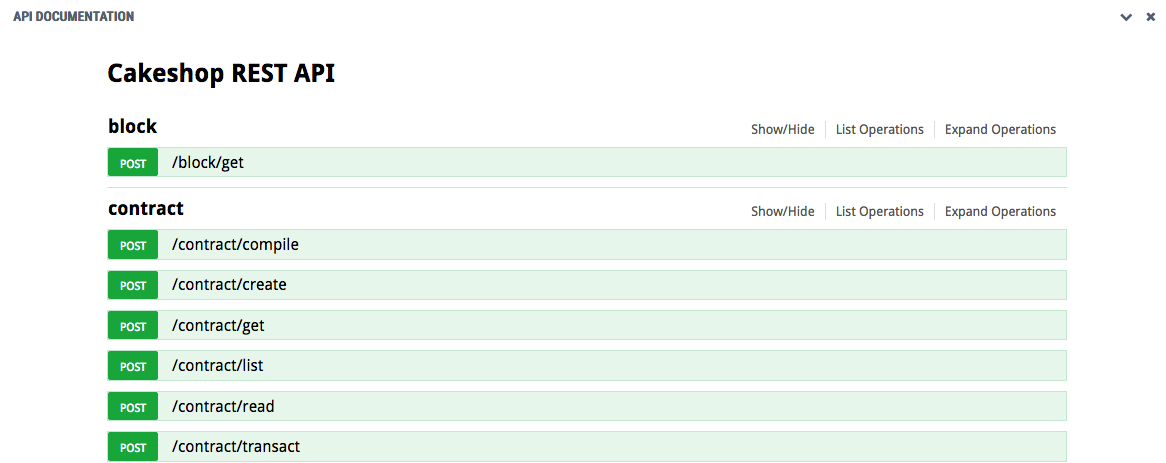 API DOCUMENTATION
Cakeshop REST API
block Show/Hide List Operations Expand Operations
POST /block/get
contract Show/Hide List Operations Expand Operations
POST /contract/compile
POST /contract/create
POST /contract/get
POST /contract/list
POST /contract/read
POST /contract/transact